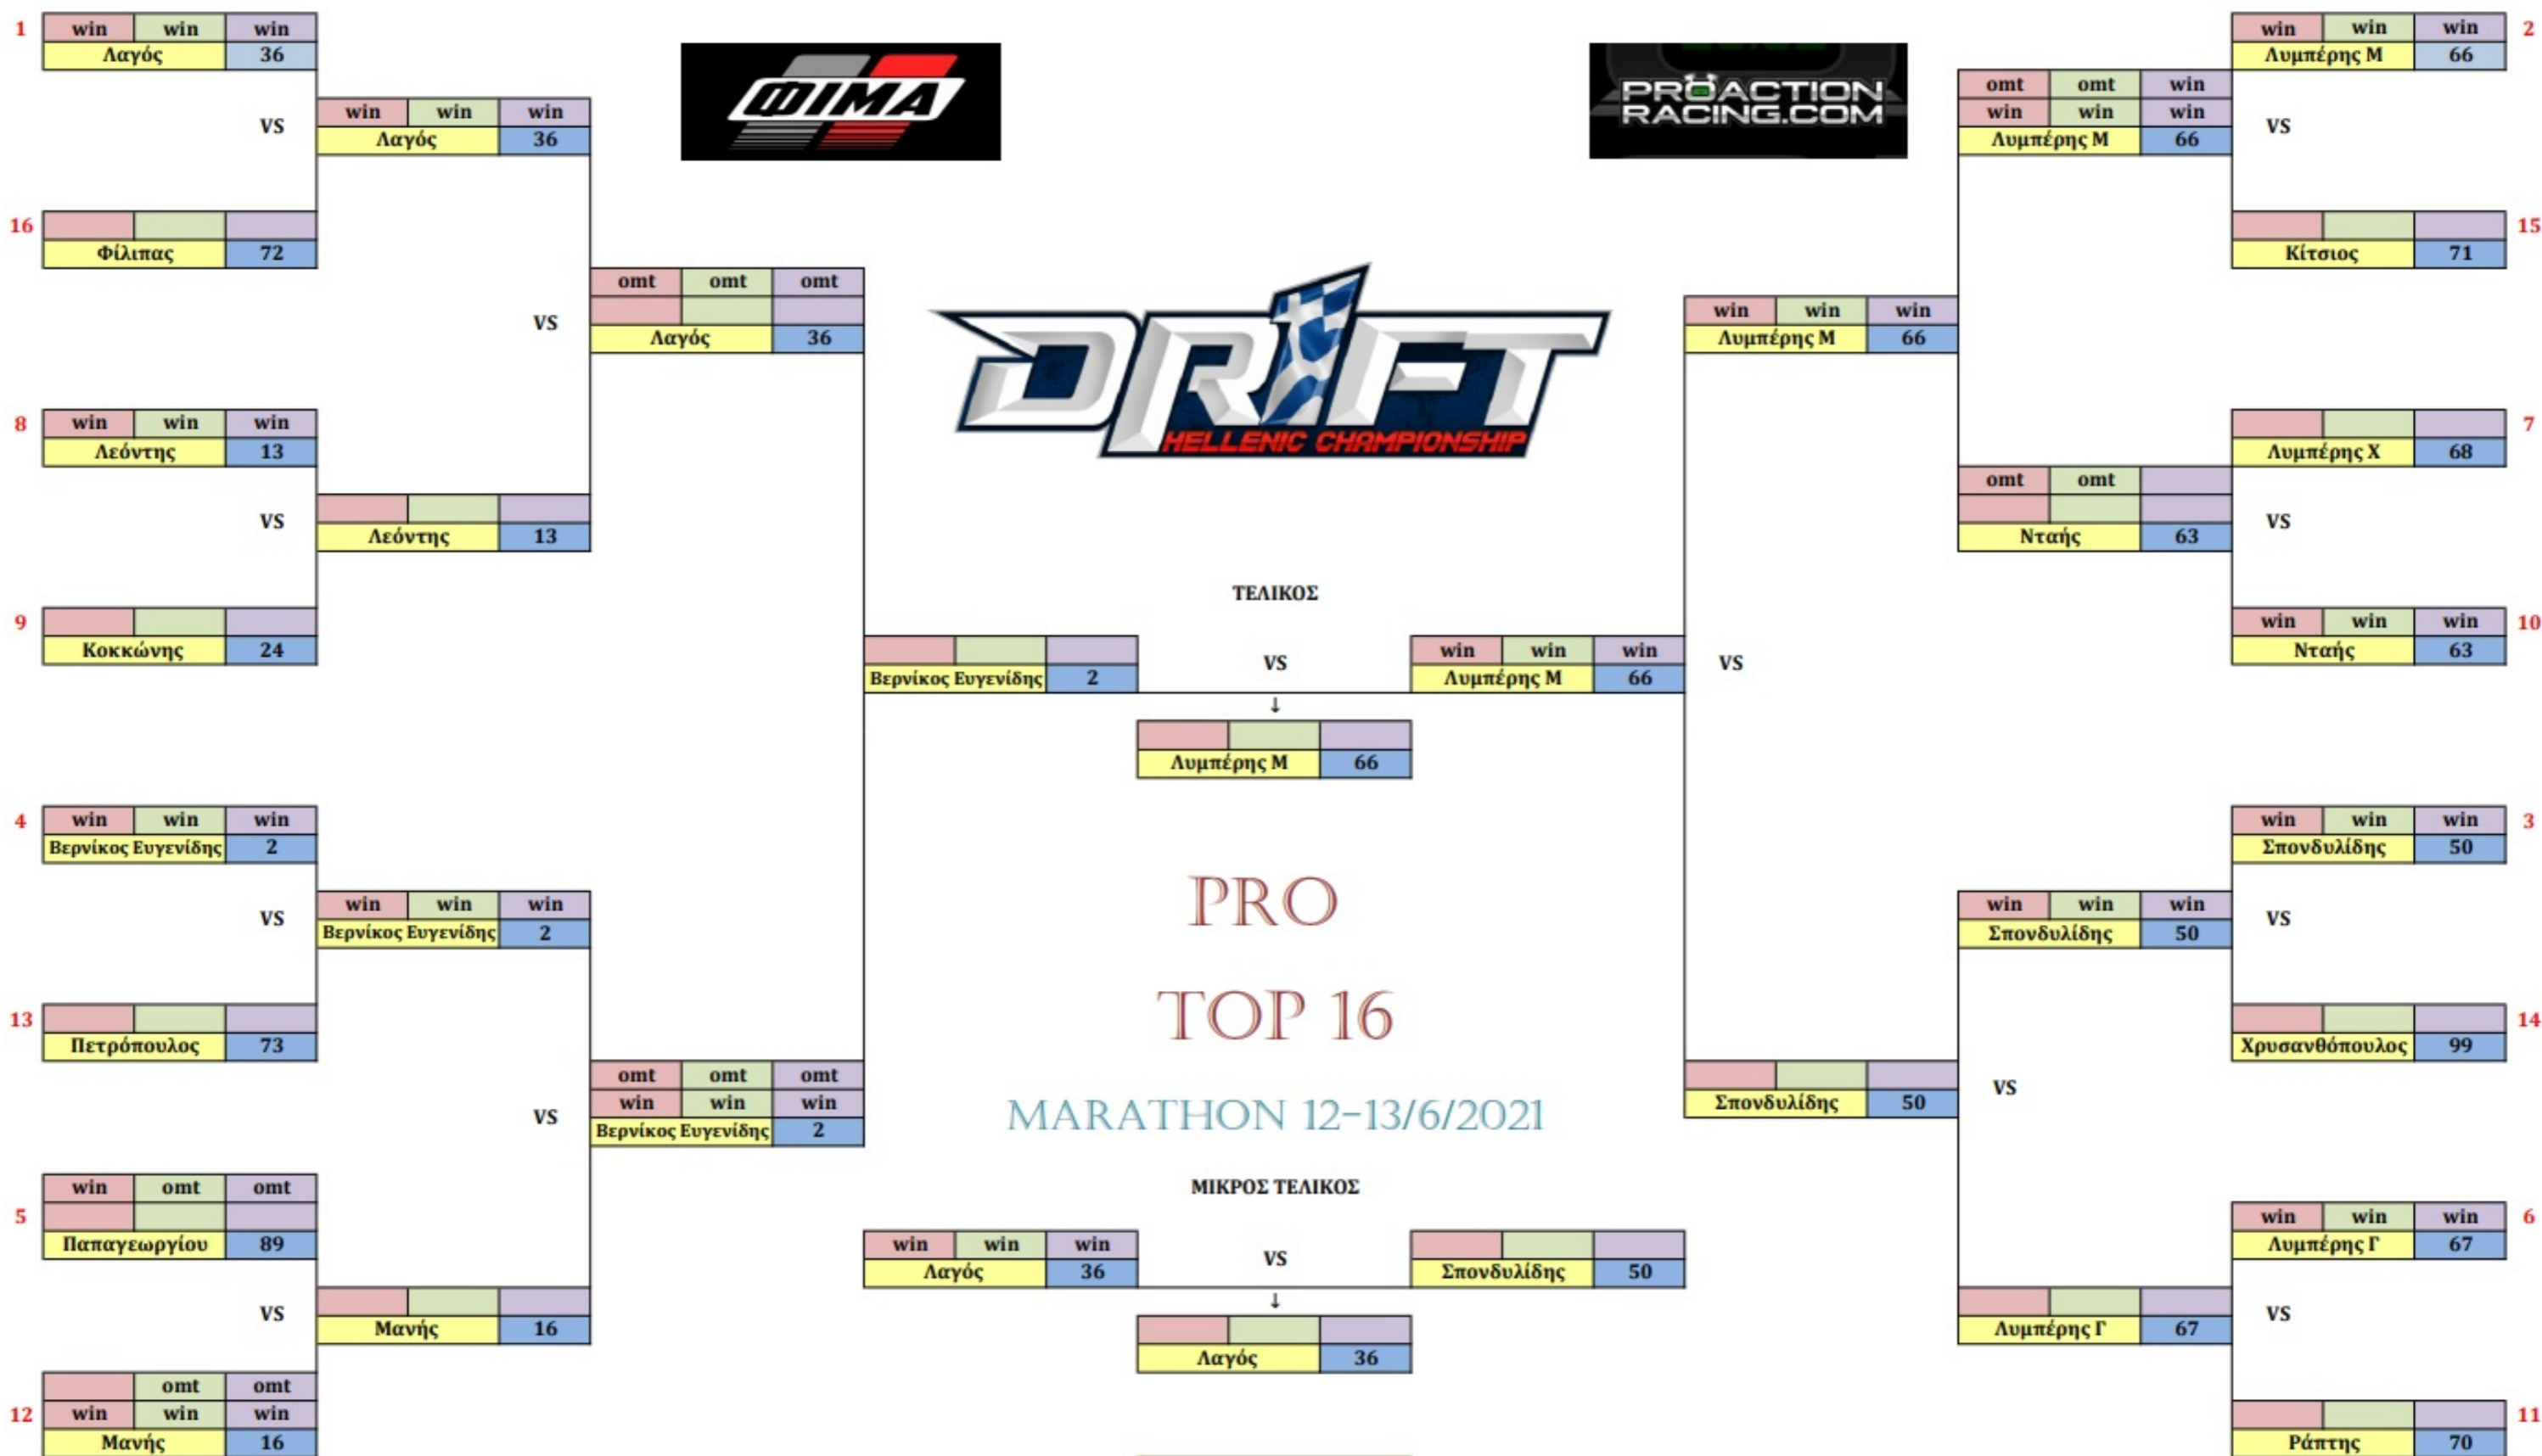 1 win win win
Λαγός 36
VS
16
Φίλιπας 72
8 win win win
Λεόντης 13
VS
9
Κοκκώνης 24
4 win win win
Βερνίκος Ευγενίδης 2
VS
13
Πετρόπουλος 73
win omt omt
5
Παπαγεωργίου 89
VS
omt omt
12 win win win
Μανής 16
win win win
Λαγός 36
VS
Λεόντης 13
win win win
Βερνίκος Ευγενίδης 2
VS
Μανής 16
omt omt omt
Λαγός 36
omt omt omt
win win win
Βερνίκος Ευγενίδης 2
ΦΙΜΑ
PROACTION
RACING.COM
DRIFT
HELLENIC CHAMPIONSHIP
ΤΕΛΙΚΟΣ
VS win win win
Βερνίκος Ευγενίδης 2 Λυμπέρης Μ 66
↓
Λυμπέρης Μ 66
PRO
TOP 16
MARATHON 12-13/6/2021
ΜΙΚΡΟΣ ΤΕΛΙΚΟΣ
win win win VS
Λαγός 36 Σπονδυλίδης 50
↓
Λαγός 36
win win win
Λυμπέρης Μ 66
VS
Σπονδυλίδης 50
omt omt win
win win win
Λυμπέρης Μ 66
omt omt
Νταής 63
win win win
Σπονδυλίδης 50
VS
Λυμπέρης Γ 67
win win win 2
Λυμπέρης Μ 66
VS
15
Κίτσιος 71
7
Λυμπέρης Χ 68
VS
win win win 10
Νταής 63
win win win 3
Σπονδυλίδης 50
VS
14
Χρυσανθόπουλος 99
win win win 6
Λυμπέρης Γ 67
VS
11
Ράπτης 70